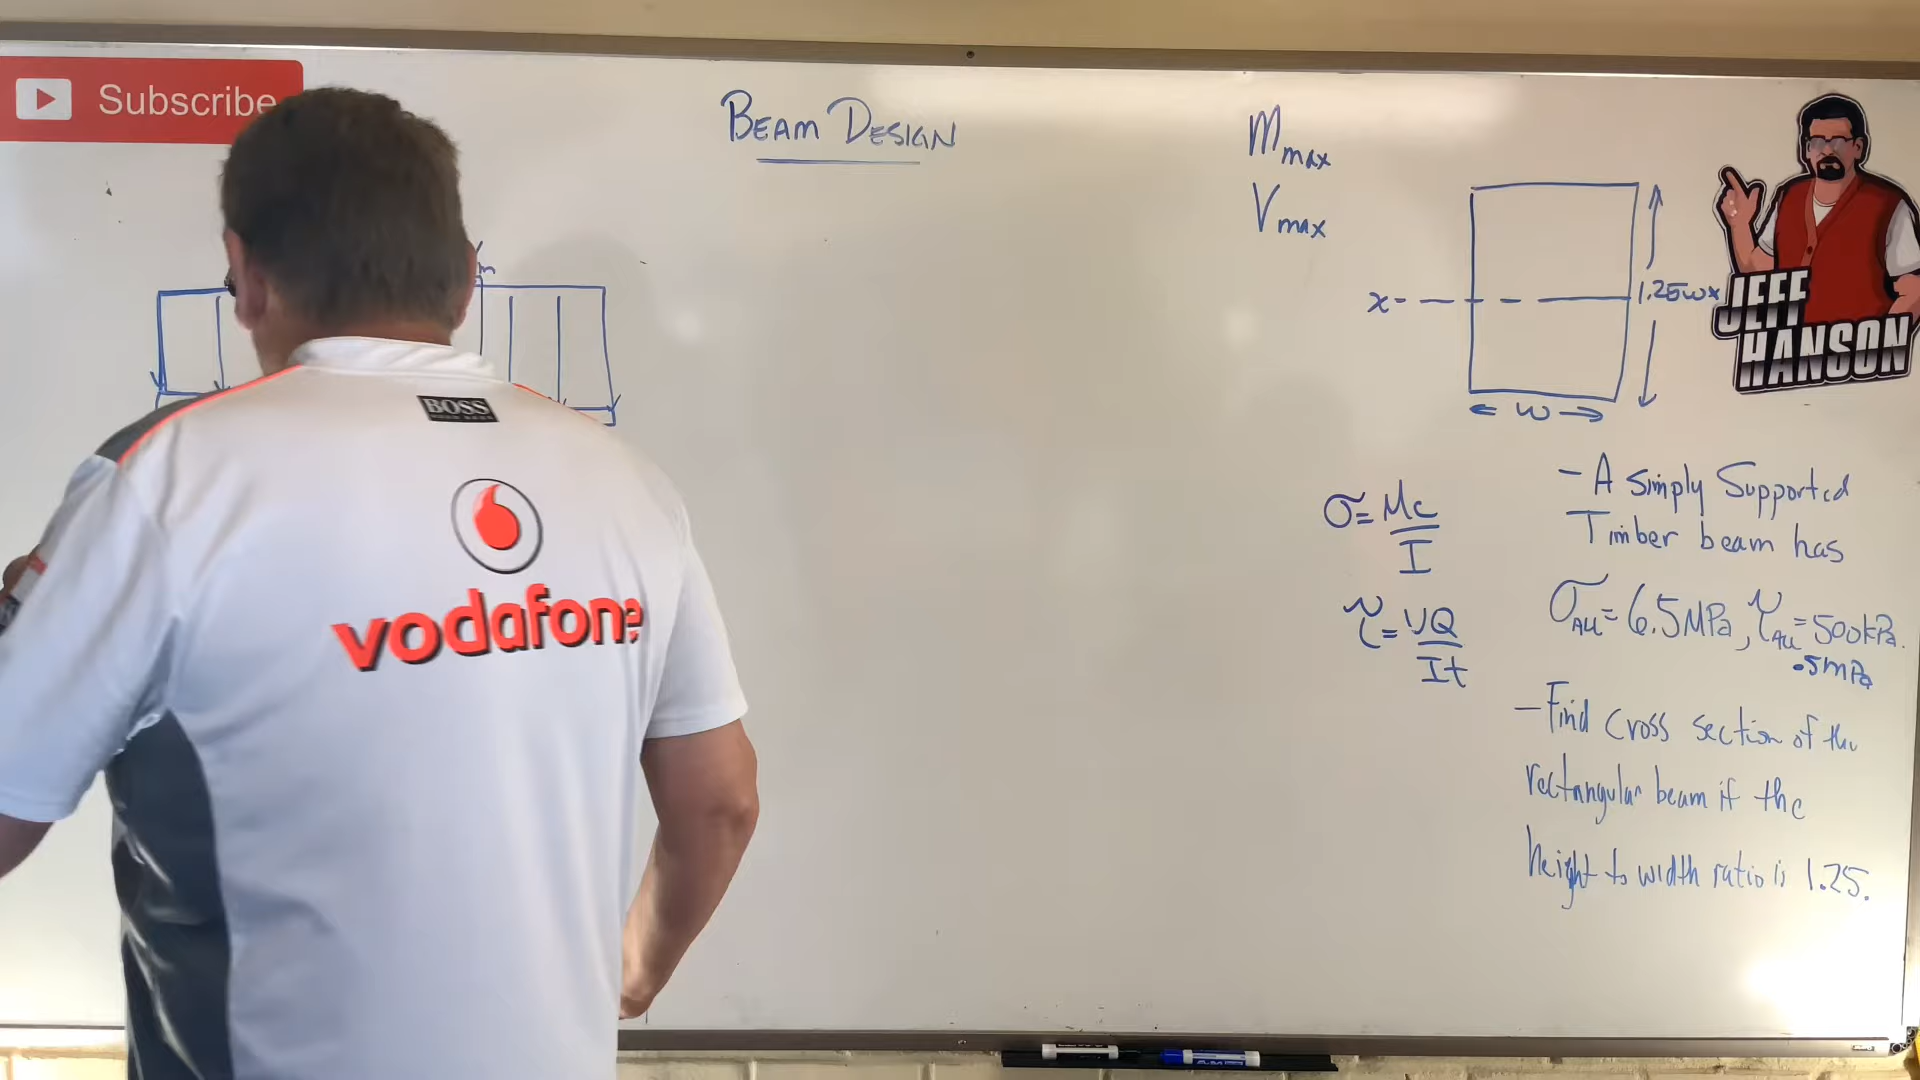 Subscribe
BEAM DESIGN
Mmax
Vmax
m
x
1.25w
x
w
JEFF
HANSON
BOSS
vodafone
σ = Mc
I
τ = VQ
It
- A simply Supported
Timber beam has
σALL = 6.5MPa, τALL = 500kPa.
.5mPa
- Find cross section of the
rectangular beam if the
height to width ratio is 1.25.